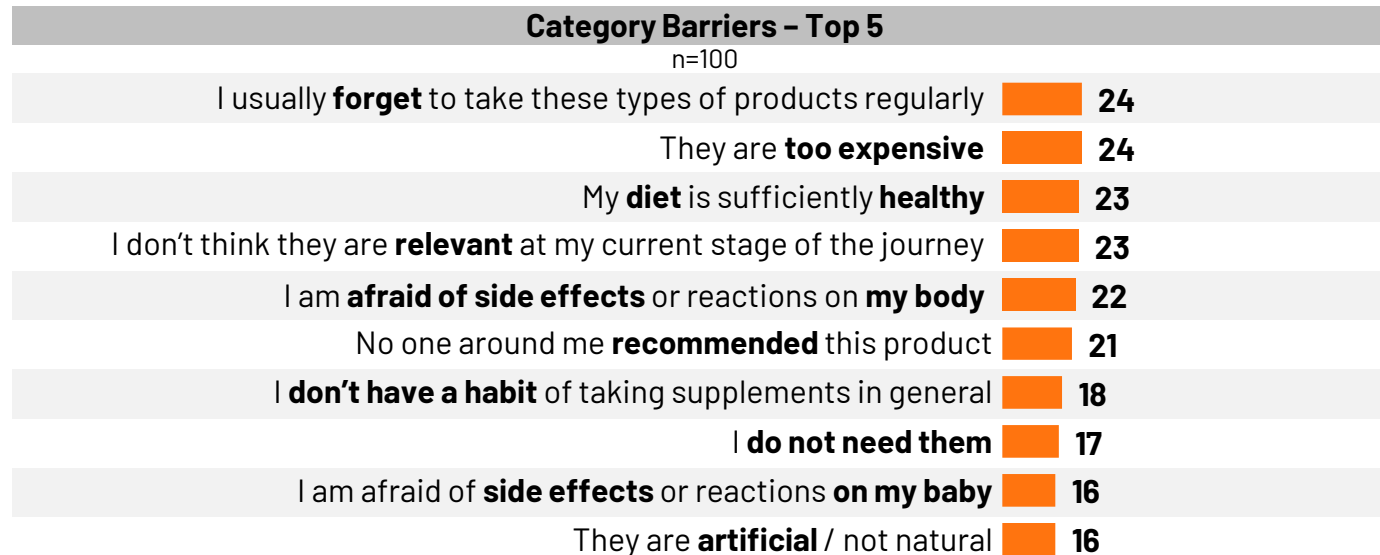 Category Barriers – Top 5
n=100
I usually forget to take these types of products regularly 24
They are too expensive 24
My diet is sufficiently healthy 23
I don’t think they are relevant at my current stage of the journey 23
I am afraid of side effects or reactions on my body 22
No one around me recommended this product 21
I don’t have a habit of taking supplements in general 18
I do not need them 17
I am afraid of side effects or reactions on my baby 16
They are artificial / not natural 16